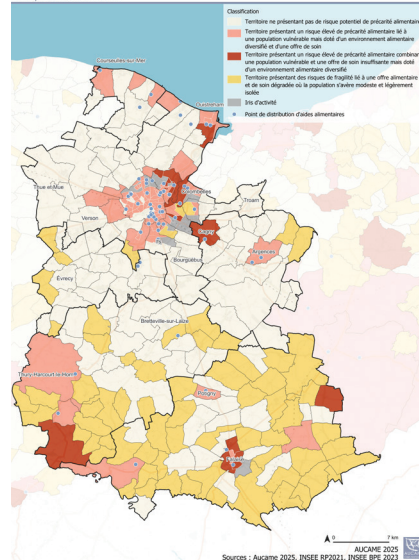 Classification
Territoire ne présentant pas de risque potentiel de précarité alimentaire
Territoire présentant un risque élevé de précarité alimentaire lié à
une population vulnérable mais doté d'un environnement alimentaire
diversifié et d'une offre de soin
Territoire présentant un risque élevé de précarité alimentaire combinant
une population vulnérable et une offre de soin insuffisante mais doté
d'un environnement alimentaire diversifié
Territoire présentant des risques de fragilité lié à une offre alimentaire
et de soin dégradée où la population s'avère modeste et légèrement
isolée
Iris d'activité
Point de distribution d'aides alimentaires
Courseulles-sur-Mer
Ouistreham
Thue et Mue
Colombelles
Troarn
Verson
Cagny
Argences
Bourguébus
Évrecy
Bretteville-sur-Laize
Thury-Harcourt-le-Hom
Potigny
Falaise
0 7 km
AUCAME 2025
Sources : Aucame 2025, INSEE RP2021, INSEE BPE 2023